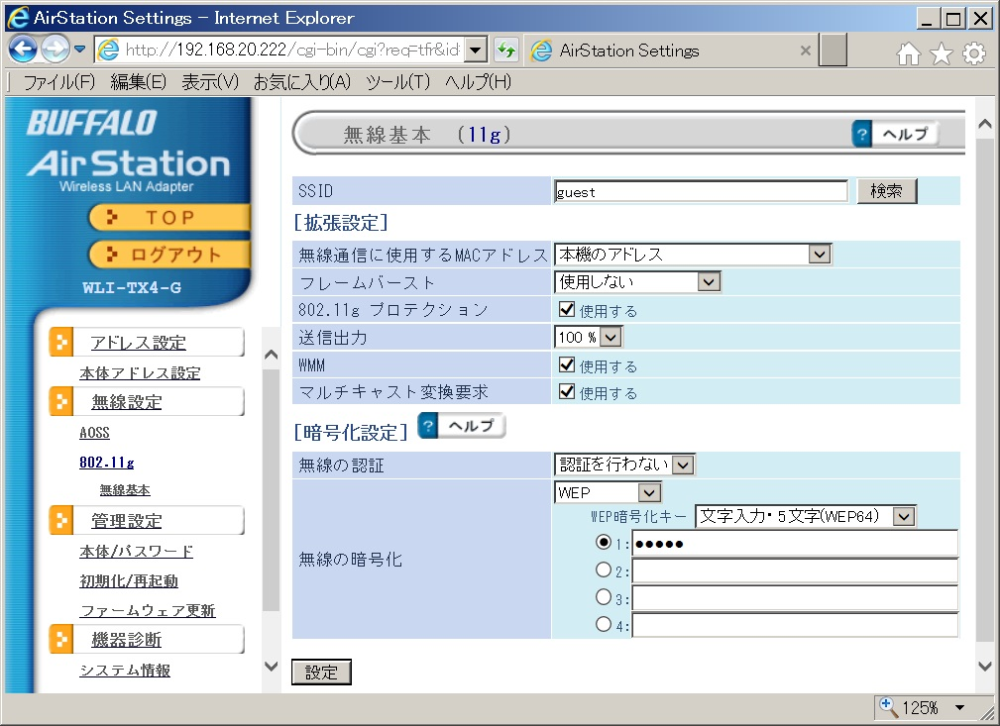 AirStation Settings - Internet Explorer
http://192.168.20.222/cgi-bin/cgi?req=tfr&id
AirStation Settings
ファイル(F) 編集(E) 表示(V) お気に入り(A) ツール(T) ヘルプ(H)
BUFFALO
AirStation
Wireless LAN Adapter
TOP
ログアウト
WLI-TX4-G
アドレス設定
本体アドレス設定
無線設定
AOSS
802.11g
無線基本
管理設定
本体/パスワード
初期化/再起動
ファームウェア更新
機器診断
システム情報
無線基本 (11g)
? ヘルプ
SSID guest 検索
[拡張設定]
無線通信に使用するMACアドレス 本機のアドレス
フレームバースト 使用しない
802.11g プロテクション 使用する
送信出力 100 %
WMM 使用する
マルチキャスト変換要求 使用する
[暗号化設定] ? ヘルプ
無線の認証 認証を行わない
無線の暗号化
WEP
WEP暗号化キー 文字入力・5文字(WEP64)
1: ●●●●●
2:
3:
4:
設定
125%